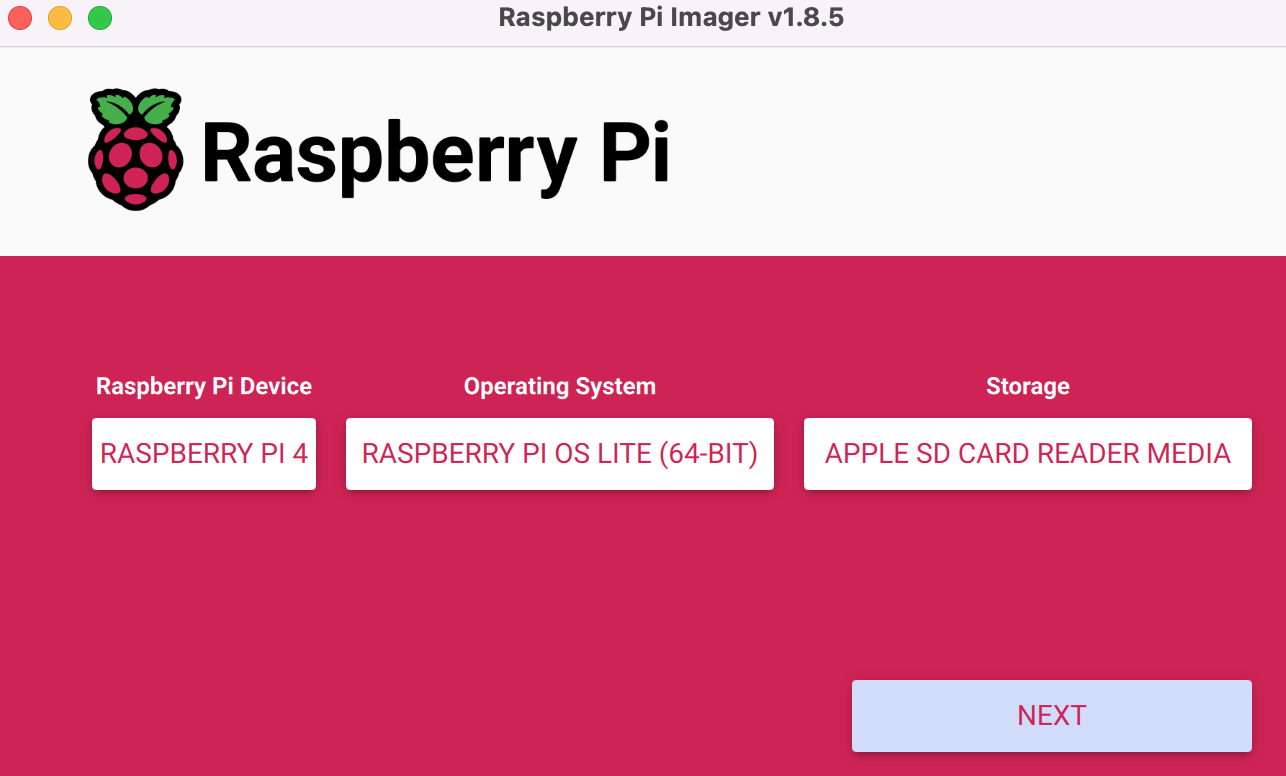 Raspberry Pi Imager v1.8.5
Raspberry Pi
Raspberry Pi Device
Operating System
Storage
RASPBERRY PI 4
RASPBERRY PI OS LITE (64-BIT)
APPLE SD CARD READER MEDIA
NEXT